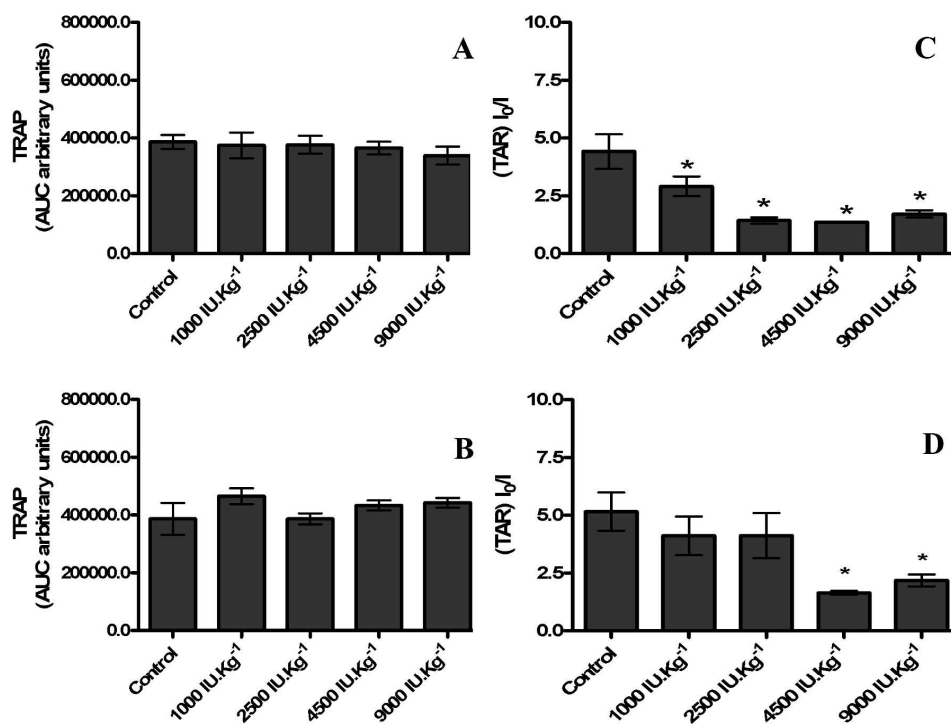 A
TRAP
(AUC arbitrary units)
800000.0
600000.0
400000.0
200000.0
0.0
Control
1000 IU.Kg⁻¹
2500 IU.Kg⁻¹
4500 IU.Kg⁻¹
9000 IU.Kg⁻¹
C
(TAR) I₀/I
10.0
7.5
5.0
2.5
0.0
*
*
*
*
Control
1000 IU.Kg⁻¹
2500 IU.Kg⁻¹
4500 IU.Kg⁻¹
9000 IU.Kg⁻¹
B
TRAP
(AUC arbitrary units)
800000.0
600000.0
400000.0
200000.0
0.0
Control
1000 IU.Kg⁻¹
2500 IU.Kg⁻¹
4500 IU.Kg⁻¹
9000 IU.Kg⁻¹
D
(TAR) I₀/I
10.0
7.5
5.0
2.5
0.0
*
*
Control
1000 IU.Kg⁻¹
2500 IU.Kg⁻¹
4500 IU.Kg⁻¹
9000 IU.Kg⁻¹